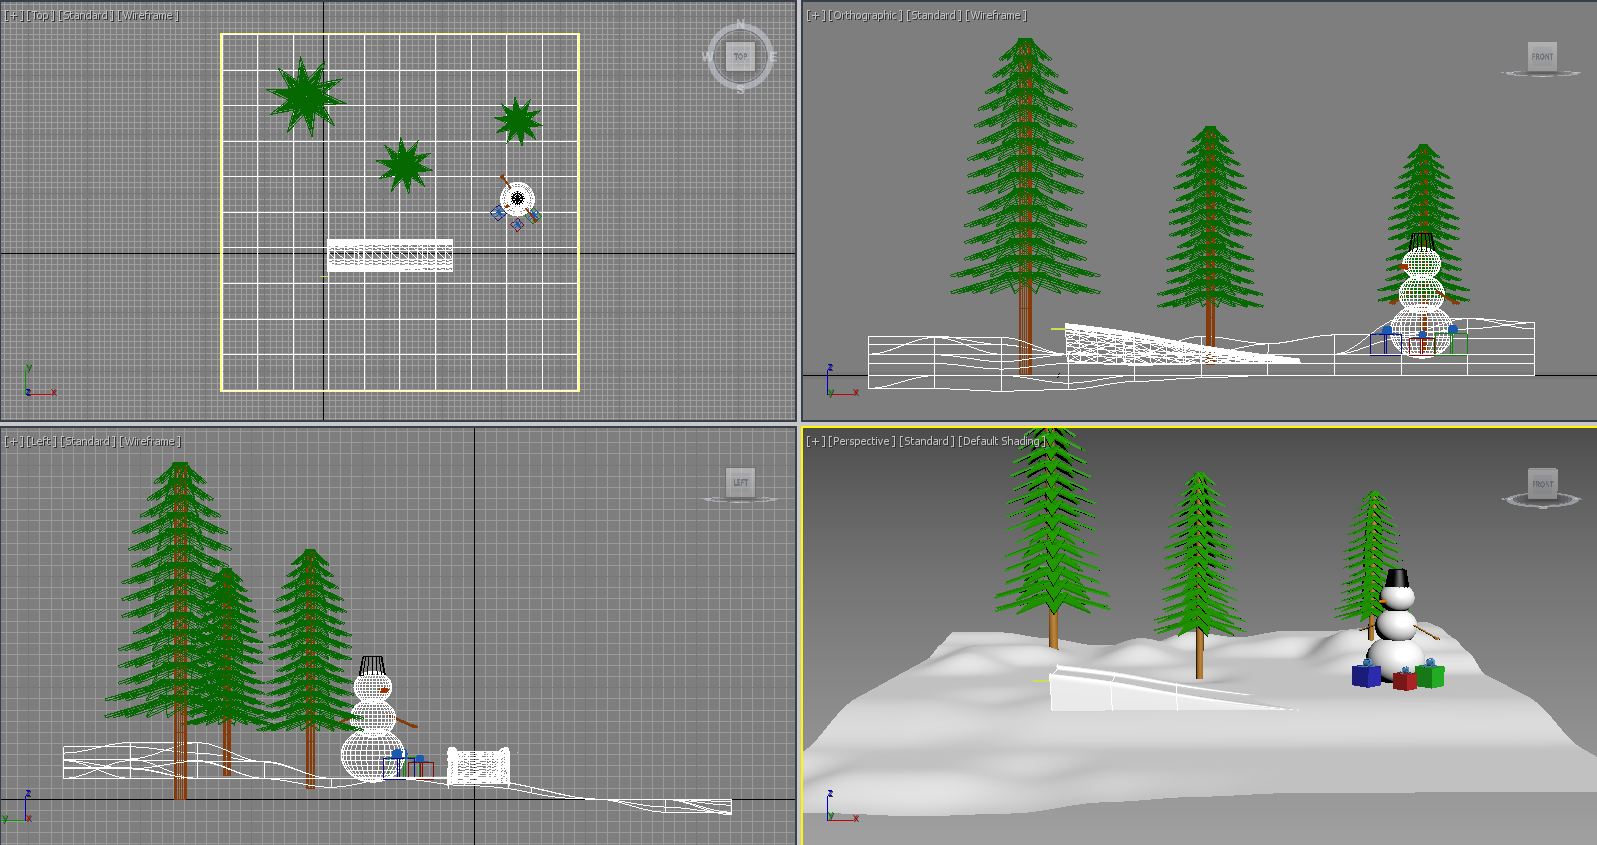 [+] [Top] [Standard] [Wireframe]
N
W TOP E
S
y
z x
[+] [Orthographic] [Standard] [Wireframe]
FRONT
z
y x
[+] [Left] [Standard] [Wireframe]
LEFT
z
y x
[+] [Perspective] [Standard] [Default Shading]
FRONT
z
y x